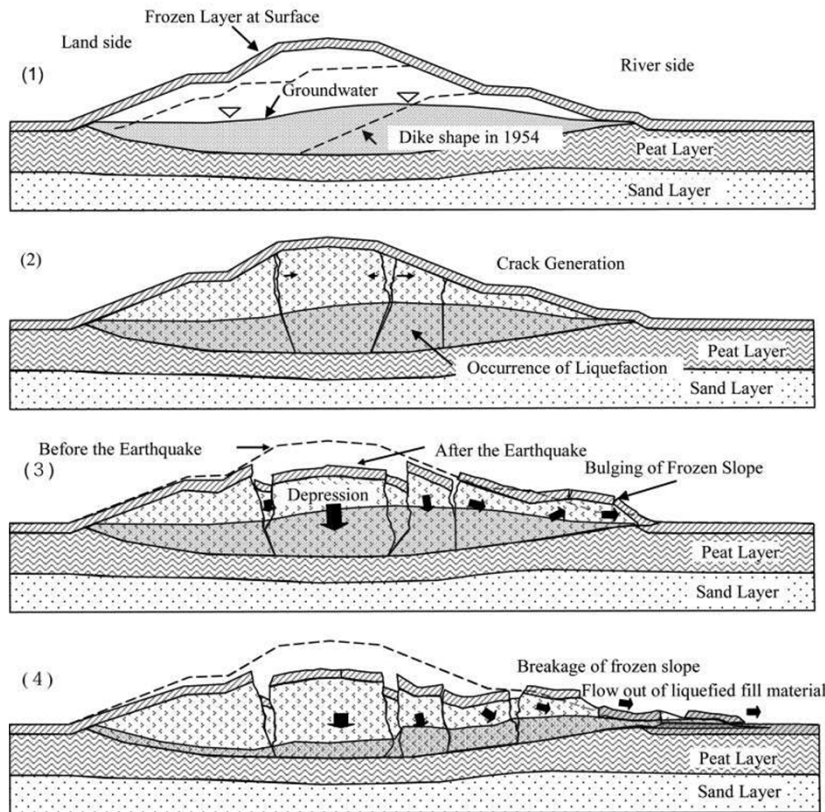 Frozen Layer at Surface
Land side
River side
(1)
Groundwater
Dike shape in 1954
Peat Layer
Sand Layer
(2)
Crack Generation
Occurrence of Liquefaction
Peat Layer
Sand Layer
Before the Earthquake
After the Earthquake
(3)
Bulging of Frozen Slope
Depression
Peat Layer
Sand Layer
(4)
Breakage of frozen slope
Flow out of liquefied fill material
Peat Layer
Sand Layer